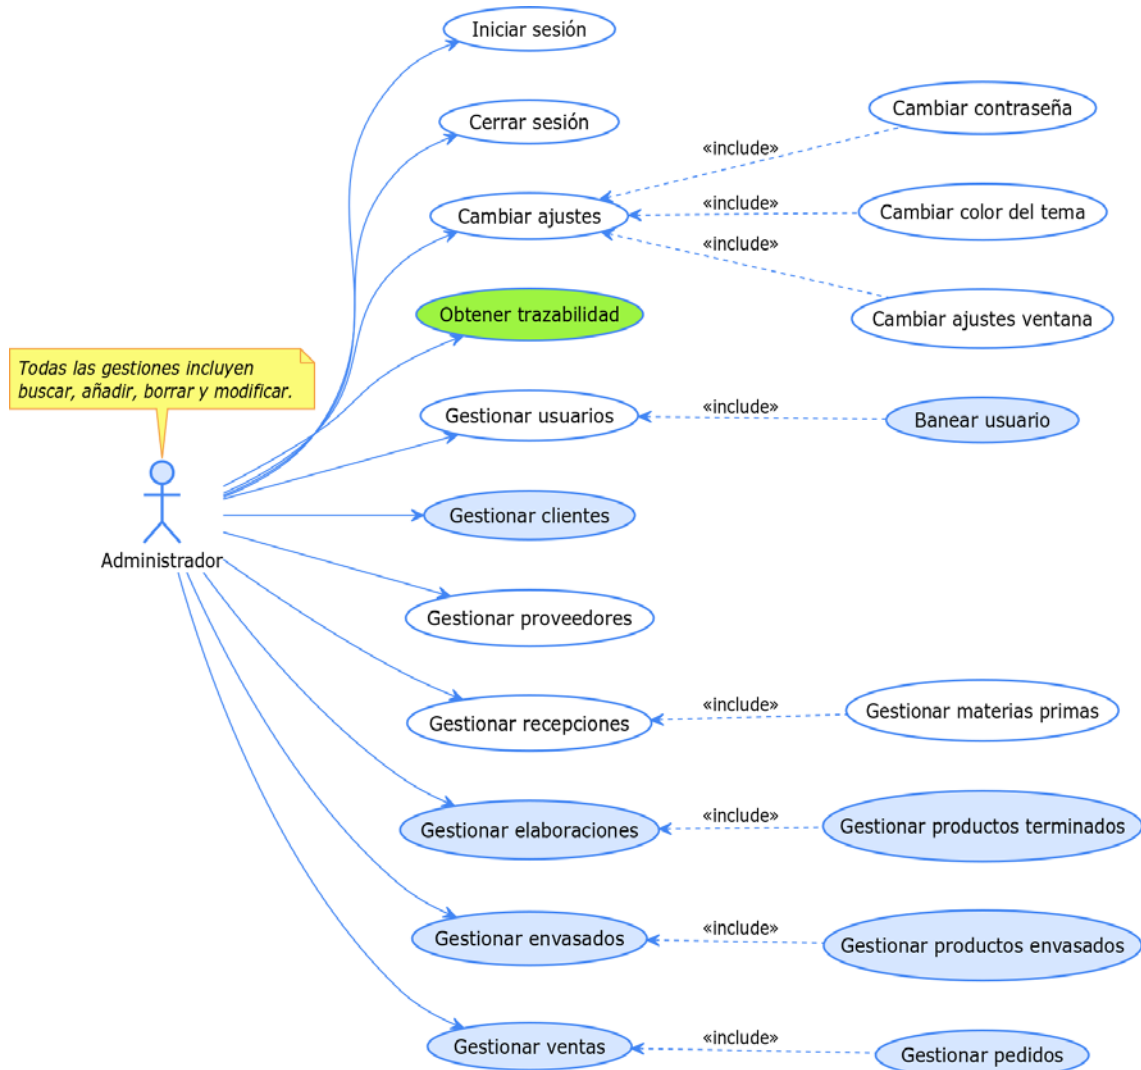 Iniciar sesión
Cerrar sesión
Cambiar contraseña
«include»
Cambiar ajustes
«include»
Cambiar color del tema
«include»
Cambiar ajustes ventana
Obtener trazabilidad
Todas las gestiones incluyen
buscar, añadir, borrar y modificar.
Gestionar usuarios
«include»
Banear usuario
Administrador
Gestionar clientes
Gestionar proveedores
Gestionar recepciones
«include»
Gestionar materias primas
Gestionar elaboraciones
«include»
Gestionar productos terminados
Gestionar envasados
«include»
Gestionar productos envasados
Gestionar ventas
«include»
Gestionar pedidos